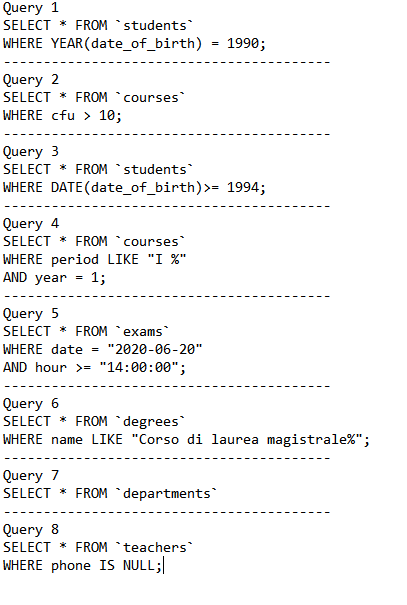 Query 1
SELECT * FROM `students`
WHERE YEAR(date_of_birth) = 1990;
-----------------------------------------
Query 2
SELECT * FROM `courses`
WHERE cfu > 10;
-----------------------------------------
Query 3
SELECT * FROM `students`
WHERE DATE(date_of_birth)>= 1994;
-----------------------------------------
Query 4
SELECT * FROM `courses`
WHERE period LIKE "I %"
AND year = 1;
-----------------------------------------
Query 5
SELECT * FROM `exams`
WHERE date = "2020-06-20"
AND hour >= "14:00:00";
-----------------------------------------
Query 6
SELECT * FROM `degrees`
WHERE name LIKE "Corso di laurea magistrale%";
-----------------------------------------
Query 7
SELECT * FROM `departments`
-----------------------------------------
Query 8
SELECT * FROM `teachers`
WHERE phone IS NULL;